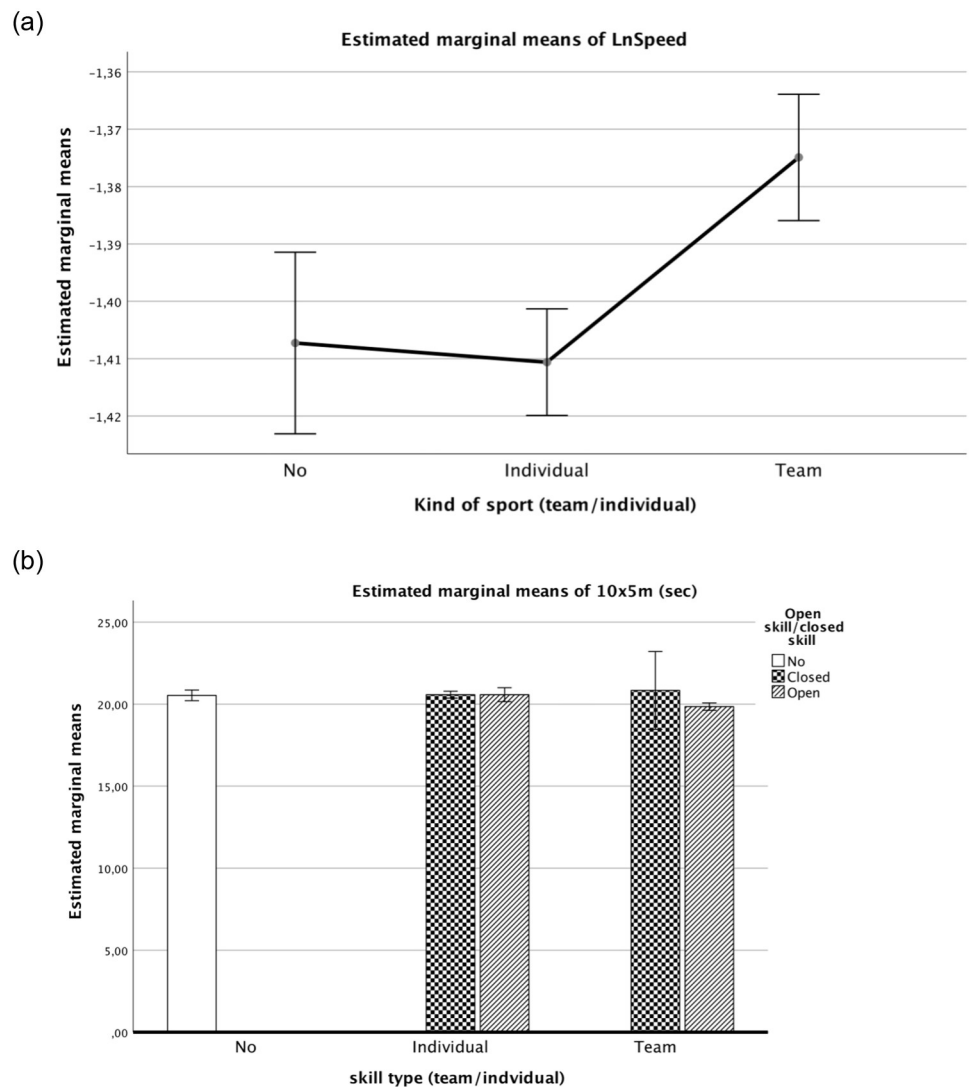 (a)
Estimated marginal means of LnSpeed
Estimated marginal means
−1,36
−1,37
−1,38
−1,39
−1,40
−1,41
−1,42
No
Individual
Team
Kind of sport (team/individual)
(b)
Estimated marginal means of 10x5m (sec)
Estimated marginal means
25,00
20,00
15,00
10,00
5,00
,00
No
Individual
Team
skill type (team/indvidual)
Open
skill/closed
skill
No
Closed
Open